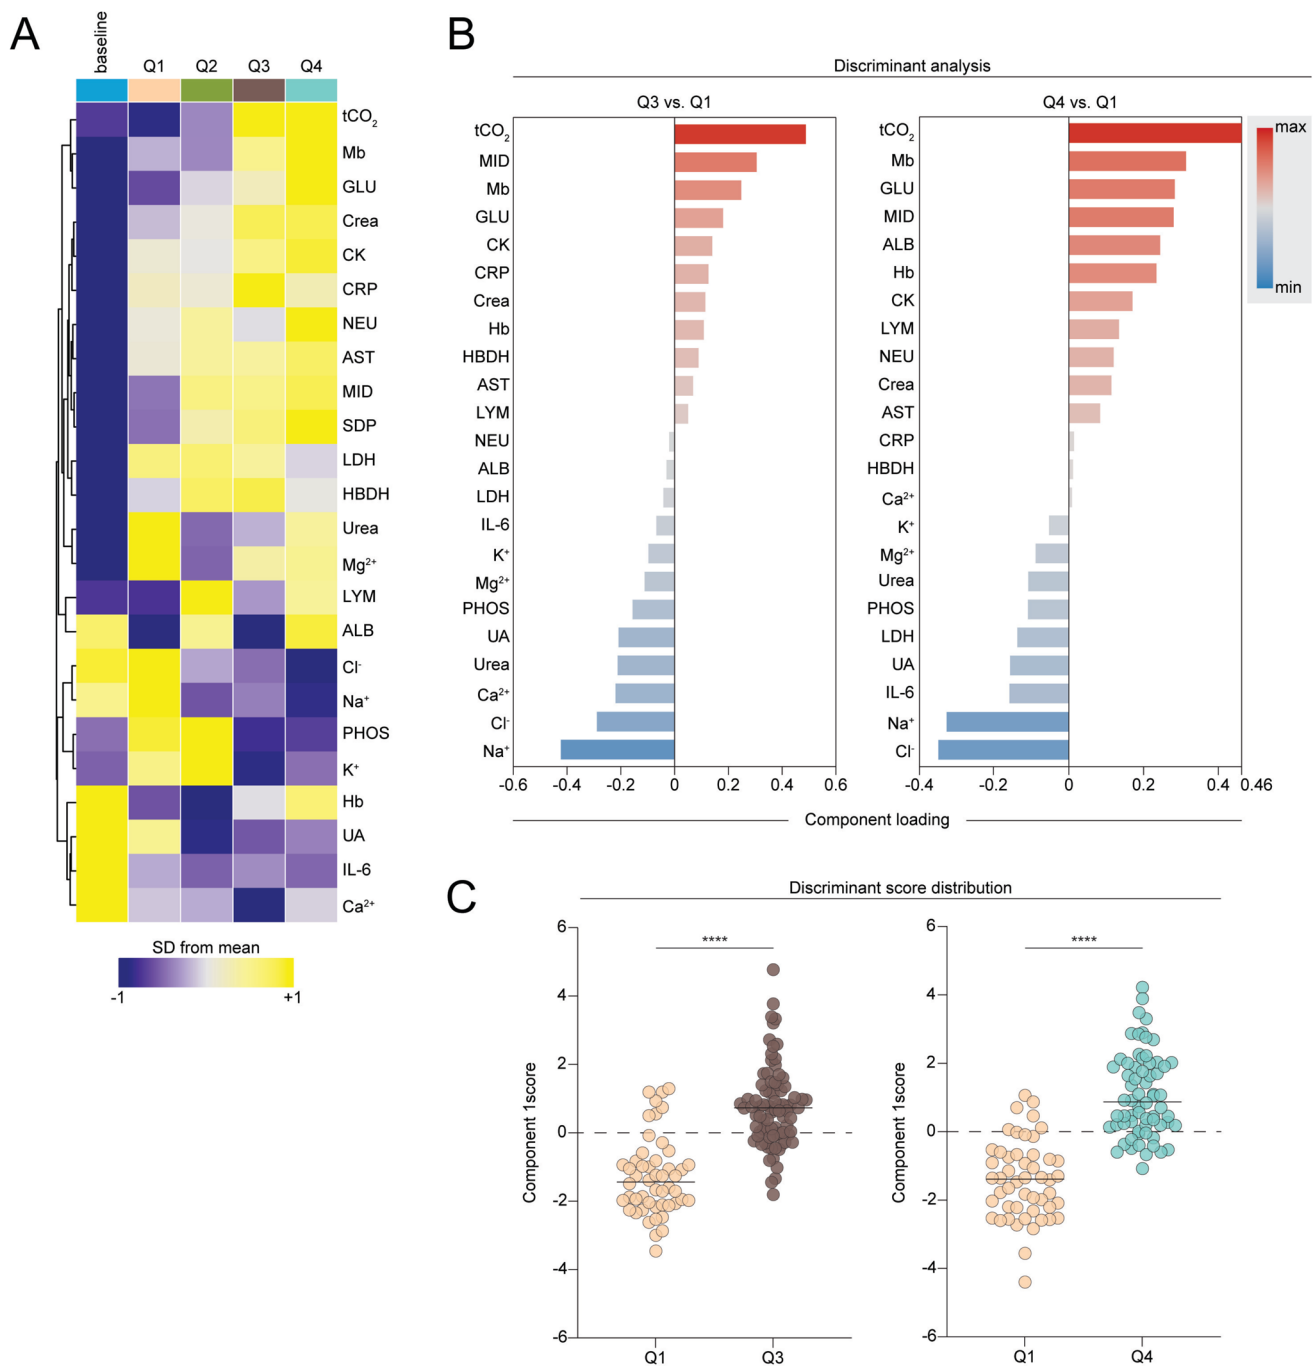 A
baseline
Q1
Q2
Q3
Q4
tCO₂
Mb
GLU
Crea
CK
CRP
NEU
AST
MID
SDP
LDH
HBDH
Urea
Mg²⁺
LYM
ALB
Cl⁻
Na⁺
PHOS
K⁺
Hb
UA
IL-6
Ca²⁺
SD from mean
-1
+1
B
Discriminant analysis
Q3 vs. Q1
tCO₂
MID
Mb
GLU
CK
CRP
Crea
Hb
HBDH
AST
LYM
NEU
ALB
LDH
IL-6
K⁺
Mg²⁺
PHOS
UA
Urea
Ca²⁺
Cl⁻
Na⁺
-0.6
-0.4
-0.2
0
0.2
0.4
0.6
Q4 vs. Q1
tCO₂
Mb
GLU
MID
ALB
Hb
CK
LYM
NEU
Crea
AST
CRP
HBDH
Ca²⁺
K⁺
Mg²⁺
Urea
PHOS
LDH
UA
IL-6
Na⁺
Cl⁻
-0.4
-0.2
0
0.2
0.4
0.46
max
min
Component loading
C
Discriminant score distribution
Component 1score
6
4
2
0
-2
-4
-6
****
Q1
Q3
Component 1score
6
4
2
0
-2
-4
-6
****
Q1
Q4